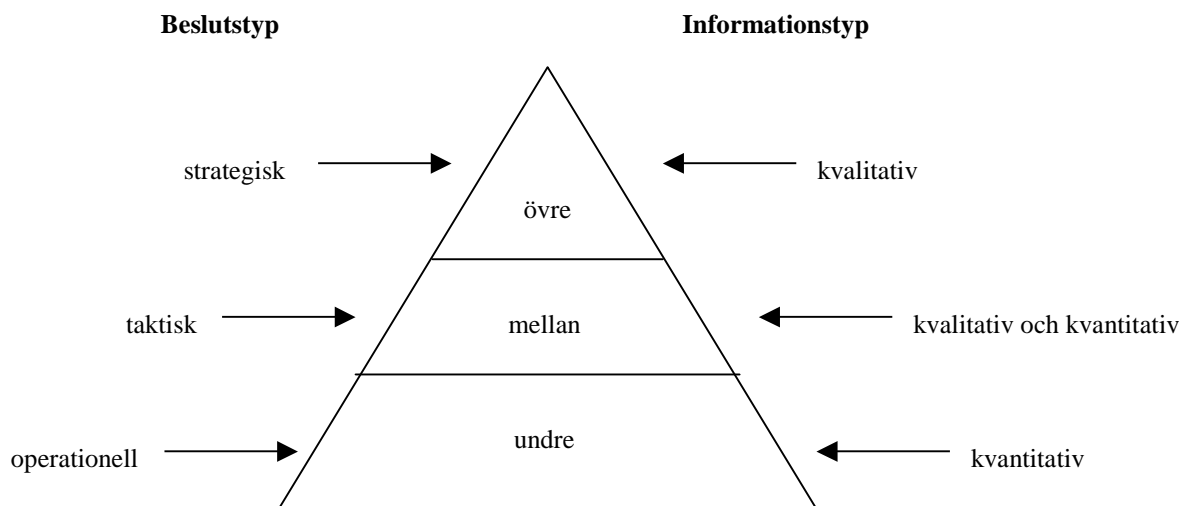 Beslutstyp Informationstyp
strategisk kvalitativ
övre
taktisk mellan kvalitativ och kvantitativ
operationell undre kvantitativ